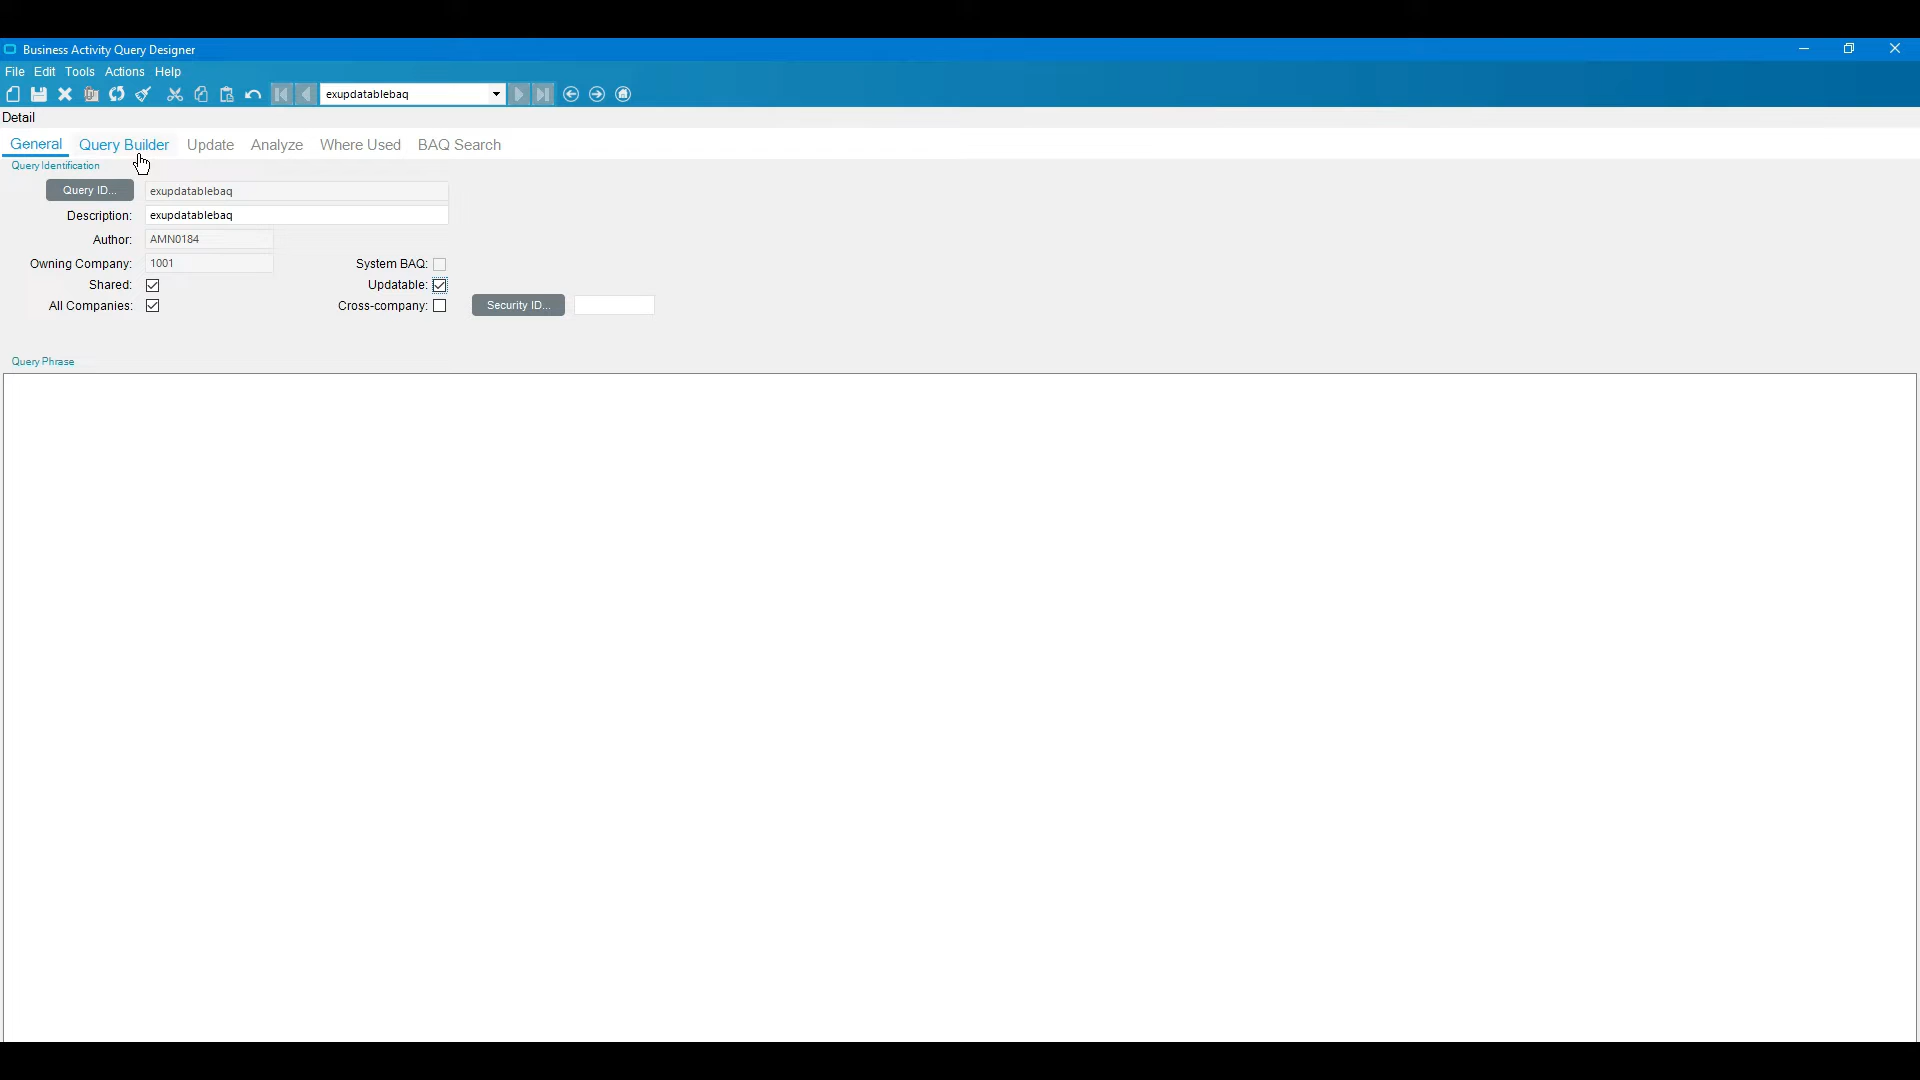 Business Activity Query Designer
File Edit Tools Actions Help
exupdatablebaq
Detail
General Query Builder Update Analyze Where Used BAQ Search
Query Identification
Query ID... exupdatablebaq
Description: exupdatablebaq
Author: AMN0184
Owning Company: 1001 System BAQ:
Shared: Updatable:
All Companies: Cross-company: Security ID...
Query Phrase